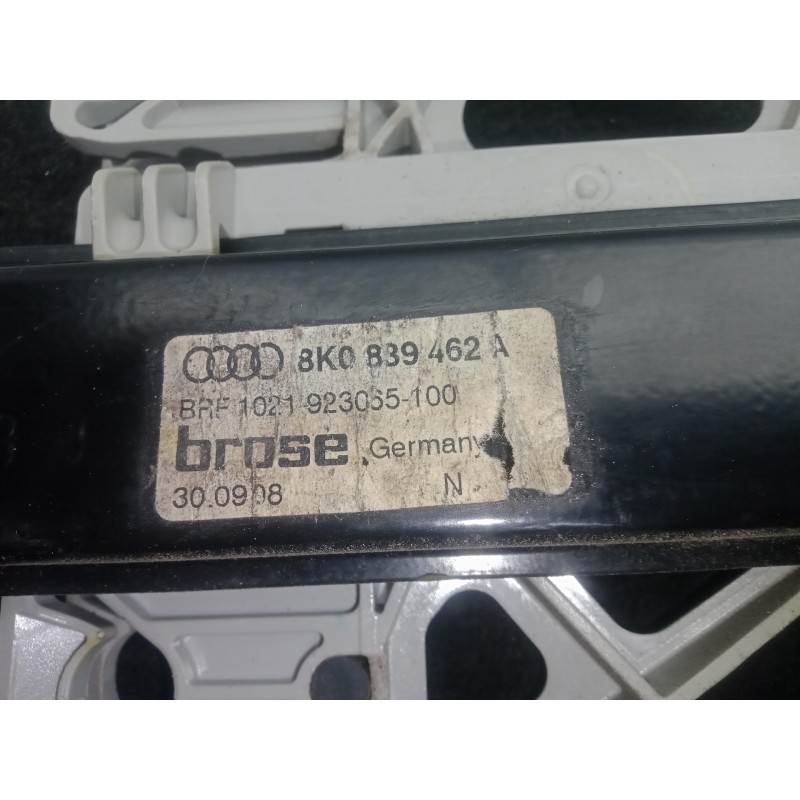 8K0 839 462 A
BRF 1021 923065-100
brose Germany
30.09.08 N